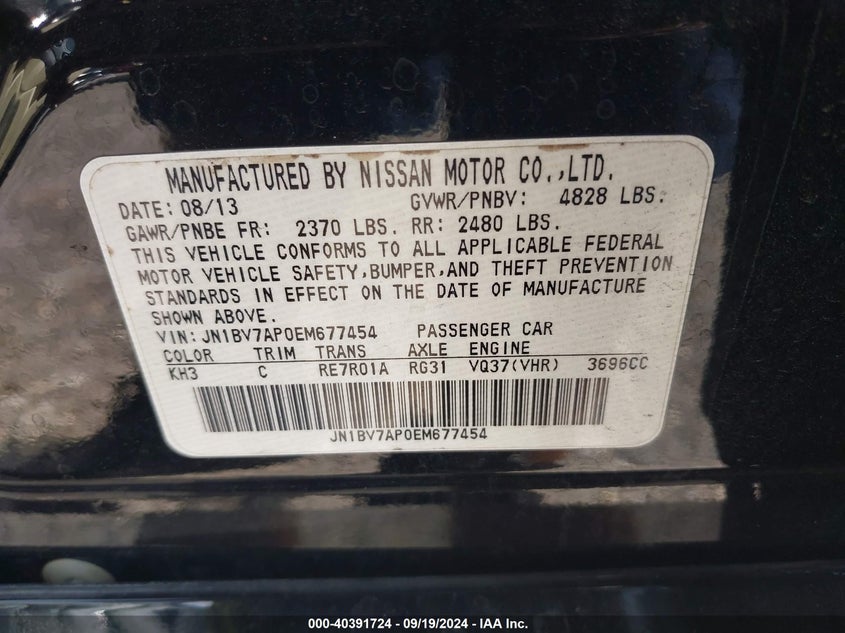 MANUFACTURED BY NISSAN MOTOR CO.,LTD.
DATE: 08/13 GVWR/PNBV: 4828 LBS.
GAWR/PNBE FR: 2370 LBS. RR: 2480 LBS.
THIS VEHICLE CONFORMS TO ALL APPLICABLE FEDERAL
MOTOR VEHICLE SAFETY,BUMPER,AND THEFT PREVENTION
STANDARDS IN EFFECT ON THE DATE OF MANUFACTURE
SHOWN ABOVE.
VIN: JN1BV7AP0EM677454 PASSENGER CAR
COLOR TRIM TRANS AXLE ENGINE
KH3 C RE7R01A RG31 VQ37(VHR) 3696CC
JN1BV7AP0EM677454
000-40391724 - 09/19/2024 - IAA Inc.